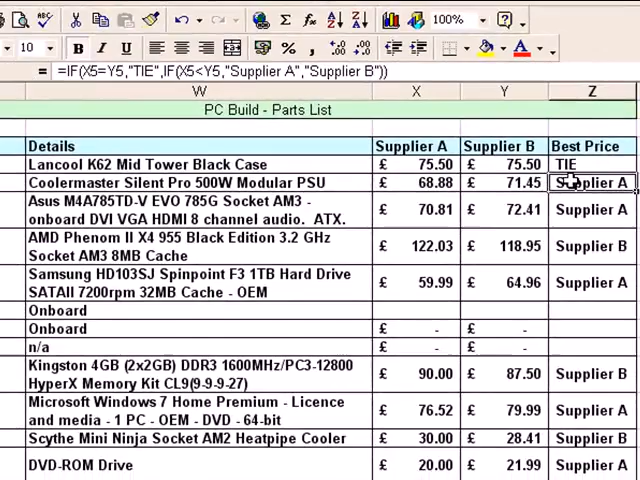 100%
10 B I U
= =IF(X5=Y5,"TIE",IF(X5<Y5,"Supplier A","Supplier B"))
W X Y Z
PC Build - Parts List
Details Supplier A Supplier B Best Price
Lancool K62 Mid Tower Black Case £ 75.50 £ 75.50 TIE
Coolermaster Silent Pro 500W Modular PSU £ 68.88 £ 71.45 Supplier A
Asus M4A785TD-V EVO 785G Socket AM3 -
onboard DVI VGA HDMI 8 channel audio. ATX. £ 70.81 £ 72.41 Supplier A
AMD Phenom II X4 955 Black Edition 3.2 GHz
Socket AM3 8MB Cache £ 122.03 £ 118.95 Supplier B
Samsung HD103SJ Spinpoint F3 1TB Hard Drive
SATAII 7200rpm 32MB Cache - OEM £ 59.99 £ 64.96 Supplier A
Onboard
Onboard £ - £ -
n/a £ - £ -
Kingston 4GB (2x2GB) DDR3 1600MHz/PC3-12800
HyperX Memory Kit CL9(9-9-9-27) £ 90.00 £ 87.50 Supplier B
Microsoft Windows 7 Home Premium - Licence
and media - 1 PC - OEM - DVD - 64-bit £ 76.52 £ 79.99 Supplier A
Scythe Mini Ninja Socket AM2 Heatpipe Cooler £ 30.00 £ 28.41 Supplier B
DVD-ROM Drive £ 20.00 £ 21.99 Supplier A